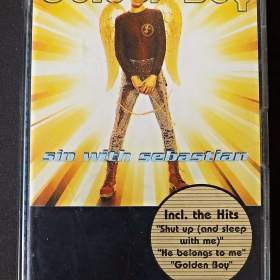 GOLDEN BOY
sin with sebastian
Incl. the Hits
"Shut up (and sleep
with me)"
"He belongs to me"
"Golden Boy"